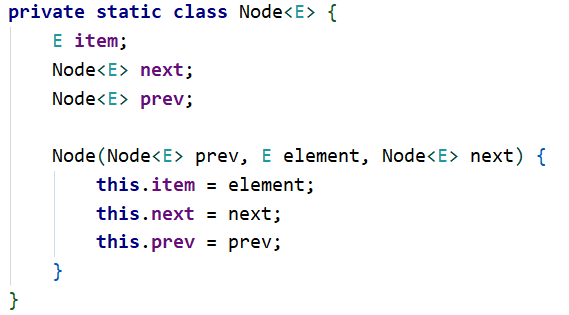 private static class Node<E> {
    E item;
    Node<E> next;
    Node<E> prev;

    Node(Node<E> prev, E element, Node<E> next) {
        this.item = element;
        this.next = next;
        this.prev = prev;
    }
}